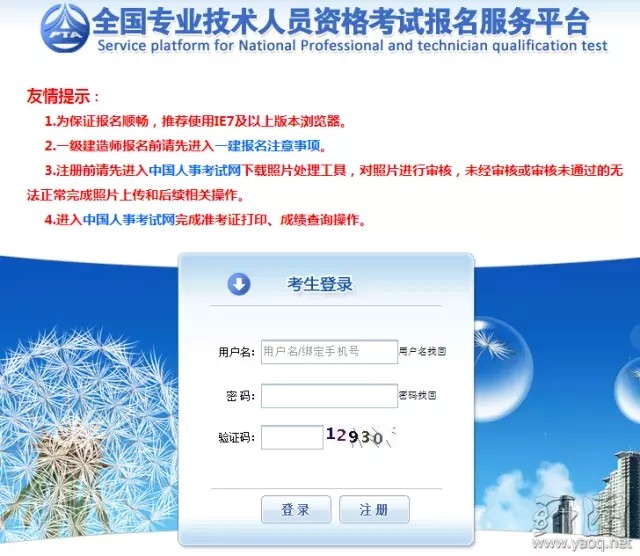 全国专业技术人员资格考试报名服务平台
Service platform for National Professional and technician qualification test
友情提示：
1.为保证报名顺畅，推荐使用IE7及以上版本浏览器。
2.一级建造师报名前请先进入一建报名注意事项。
3.注册前请先进入中国人事考试网下载照片处理工具，对照片进行审核，未经审核或审核未通过的无
法正常完成照片上传和后续相关操作。
4.进入中国人事考试网完成准考证打印、成绩查询操作。
考生登录
用户名: 用户名/绑定手机号 用户名找回
密码: 密码找回
验证码: 12930
登录 注册
www.yaoq.net